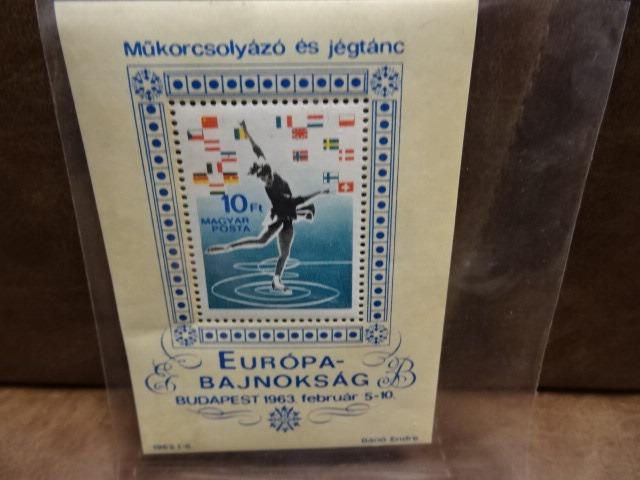 Műkorcsolyázó és jégtánc
10 Ft
MAGYAR
POSTA
EURÓPA-
E BAJNOKSÁG B
BUDAPEST 1963. február 5-10.
Bánó Endre